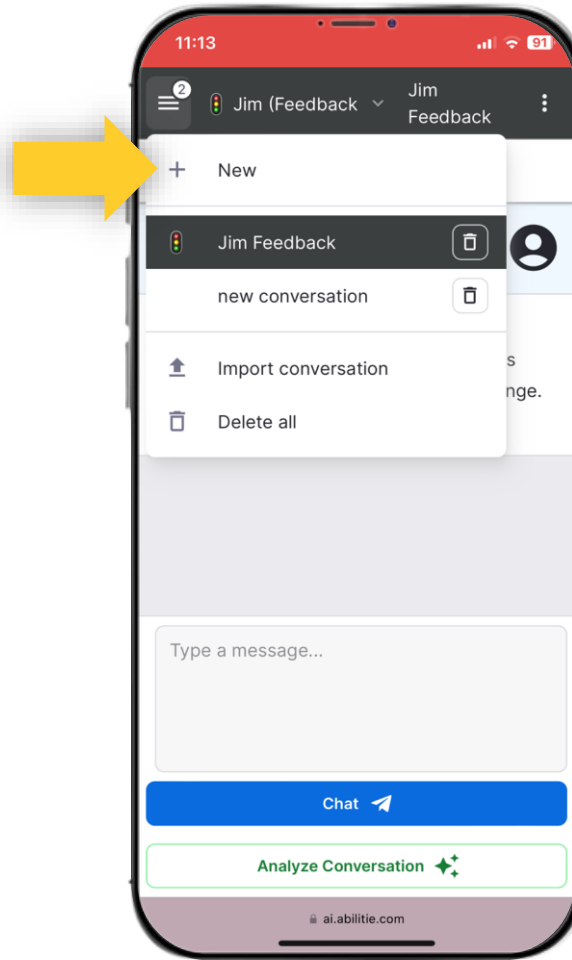 11:13
91
2
Jim (Feedback
Jim
Feedback
New
Jim Feedback
new conversation
s
Import conversation
nge.
Delete all
Type a message...
Chat
Analyze Conversation
ai.abilitie.com